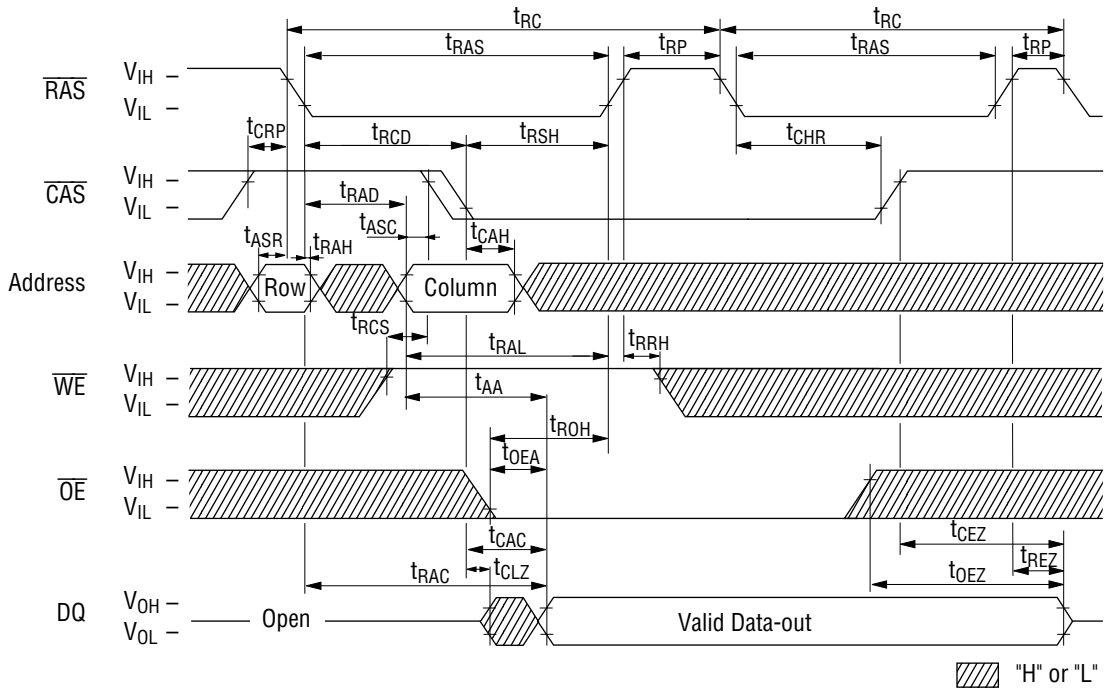 tRC tRC
tRAS tRP tRAS tRP
RAS VIH –
VIL –
tCRP tRCD tRSH tCHR
CAS VIH –
VIL –
tRAD
tASC
tCAH
tASR tRAH
Address VIH –
VIL –
Row Column
tRCS
tRAL tRRH
WE VIH –
VIL –
tAA
tROH
tOEA
OE VIH –
VIL –
tCAC tCEZ
tRAC tCLZ tOEZ tREZ
DQ VOH –
VOL –
Open Valid Data-out
"H" or "L"